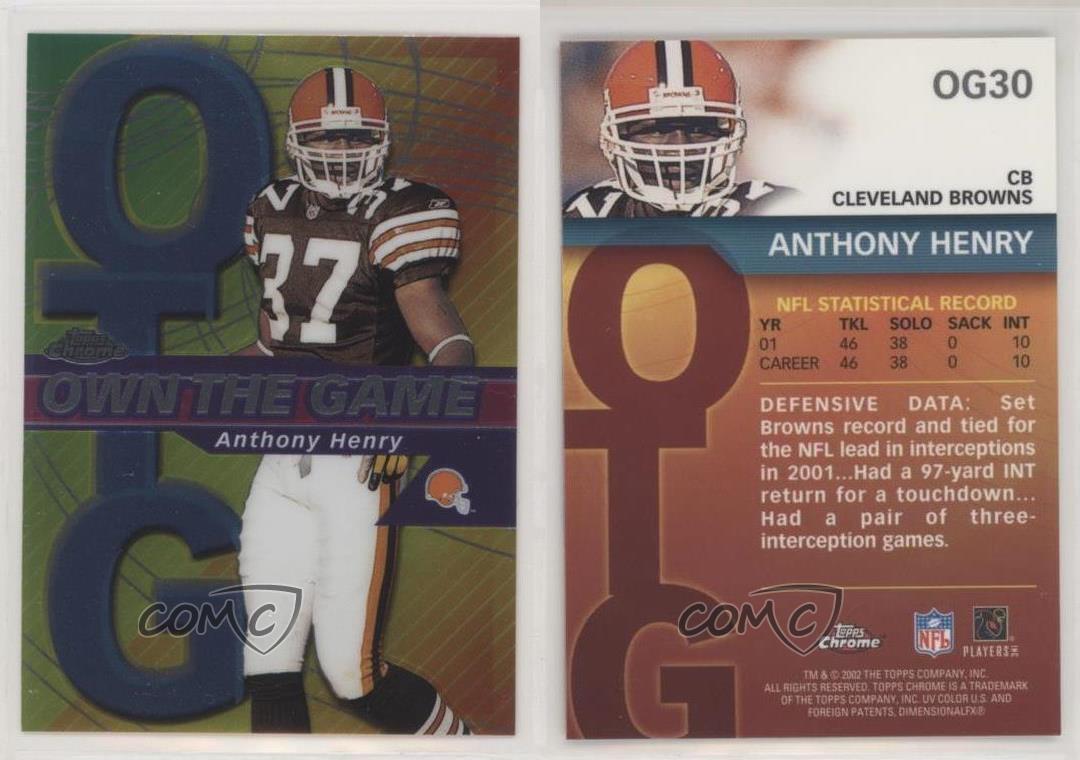 OTG
37
Topps
Chrome
OWN THE GAME
Anthony Henry
COMC
BROWNS
OG30
CB
CLEVELAND BROWNS
ANTHONY HENRY
OTG
NFL STATISTICAL RECORD
YR TKL SOLO SACK INT
01 46 38 0 10
CAREER 46 38 0 10
DEFENSIVE DATA: Set
Browns record and tied for
the NFL lead in interceptions
in 2001...Had a 97-yard INT
return for a touchdown...
Had a pair of three-
interception games.
COMC
Topps
Chrome
NFL
PLAYERS INC
TM & © 2002 THE TOPPS COMPANY, INC.
ALL RIGHTS RESERVED. TOPPS CHROME IS A TRADEMARK
OF THE TOPPS COMPANY, INC. UV COLOR U.S. AND
FOREIGN PATENTS, DIMENSIONALFX®